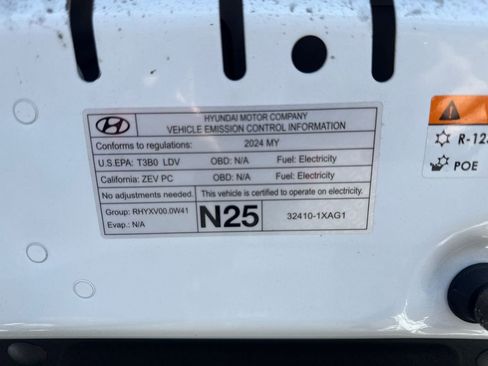 HYUNDAI MOTOR COMPANY
VEHICLE EMISSION CONTROL INFORMATION
Conforms to regulations: 2024 MY
U.S.EPA: T3B0 LDV OBD: N/A Fuel: Electricity
California: ZEV PC OBD: N/A Fuel: Electricity
No adjustments needed. This vehicle is certified to operate on electricity.
Group: RHYXV00.0W41
Evap.: N/A
N25
32410-1XAG1
R-12
POE